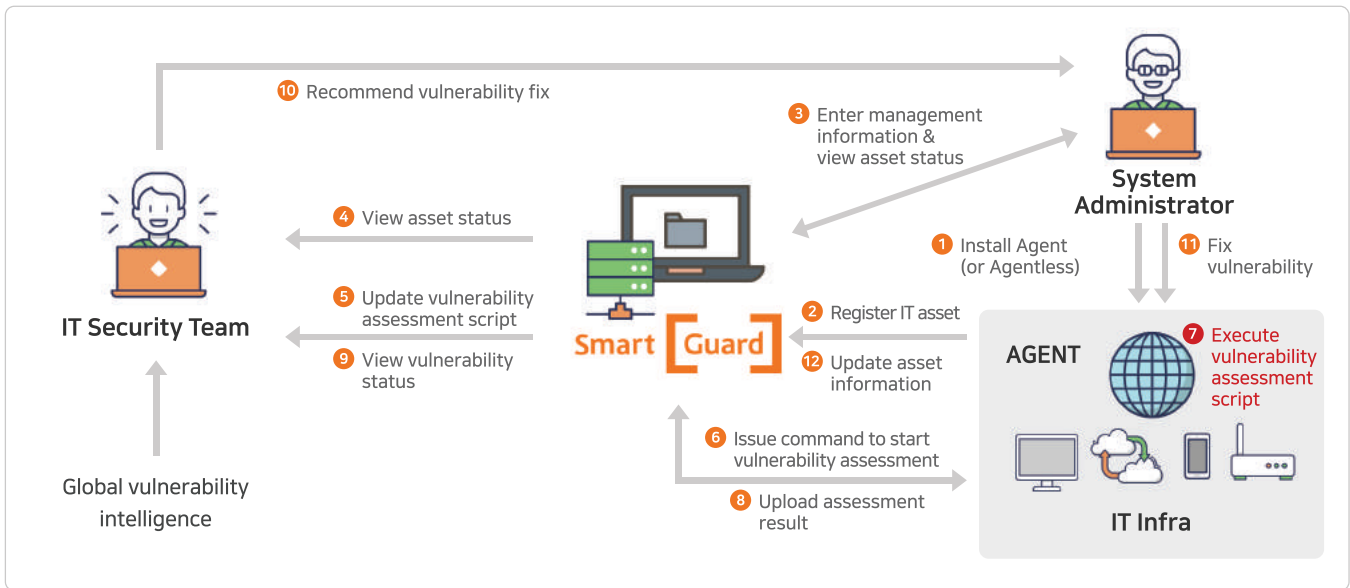 10 Recommend vulnerability fix
3 Enter management
information &
view asset status
System
Administrator
4 View asset status
1 Install Agent
(or Agentless)
11 Fix
vulnerability
5 Update vulnerability
assessment script
IT Security Team
9 View vulnerability
status
Smart [Guard]
2 Register IT asset
12 Update asset
information
AGENT
7 Execute
vulnerability
assessment
script
6 Issue command to start
vulnerability assessment
8 Upload assessment
result
Global vulnerability
intelligence
IT Infra